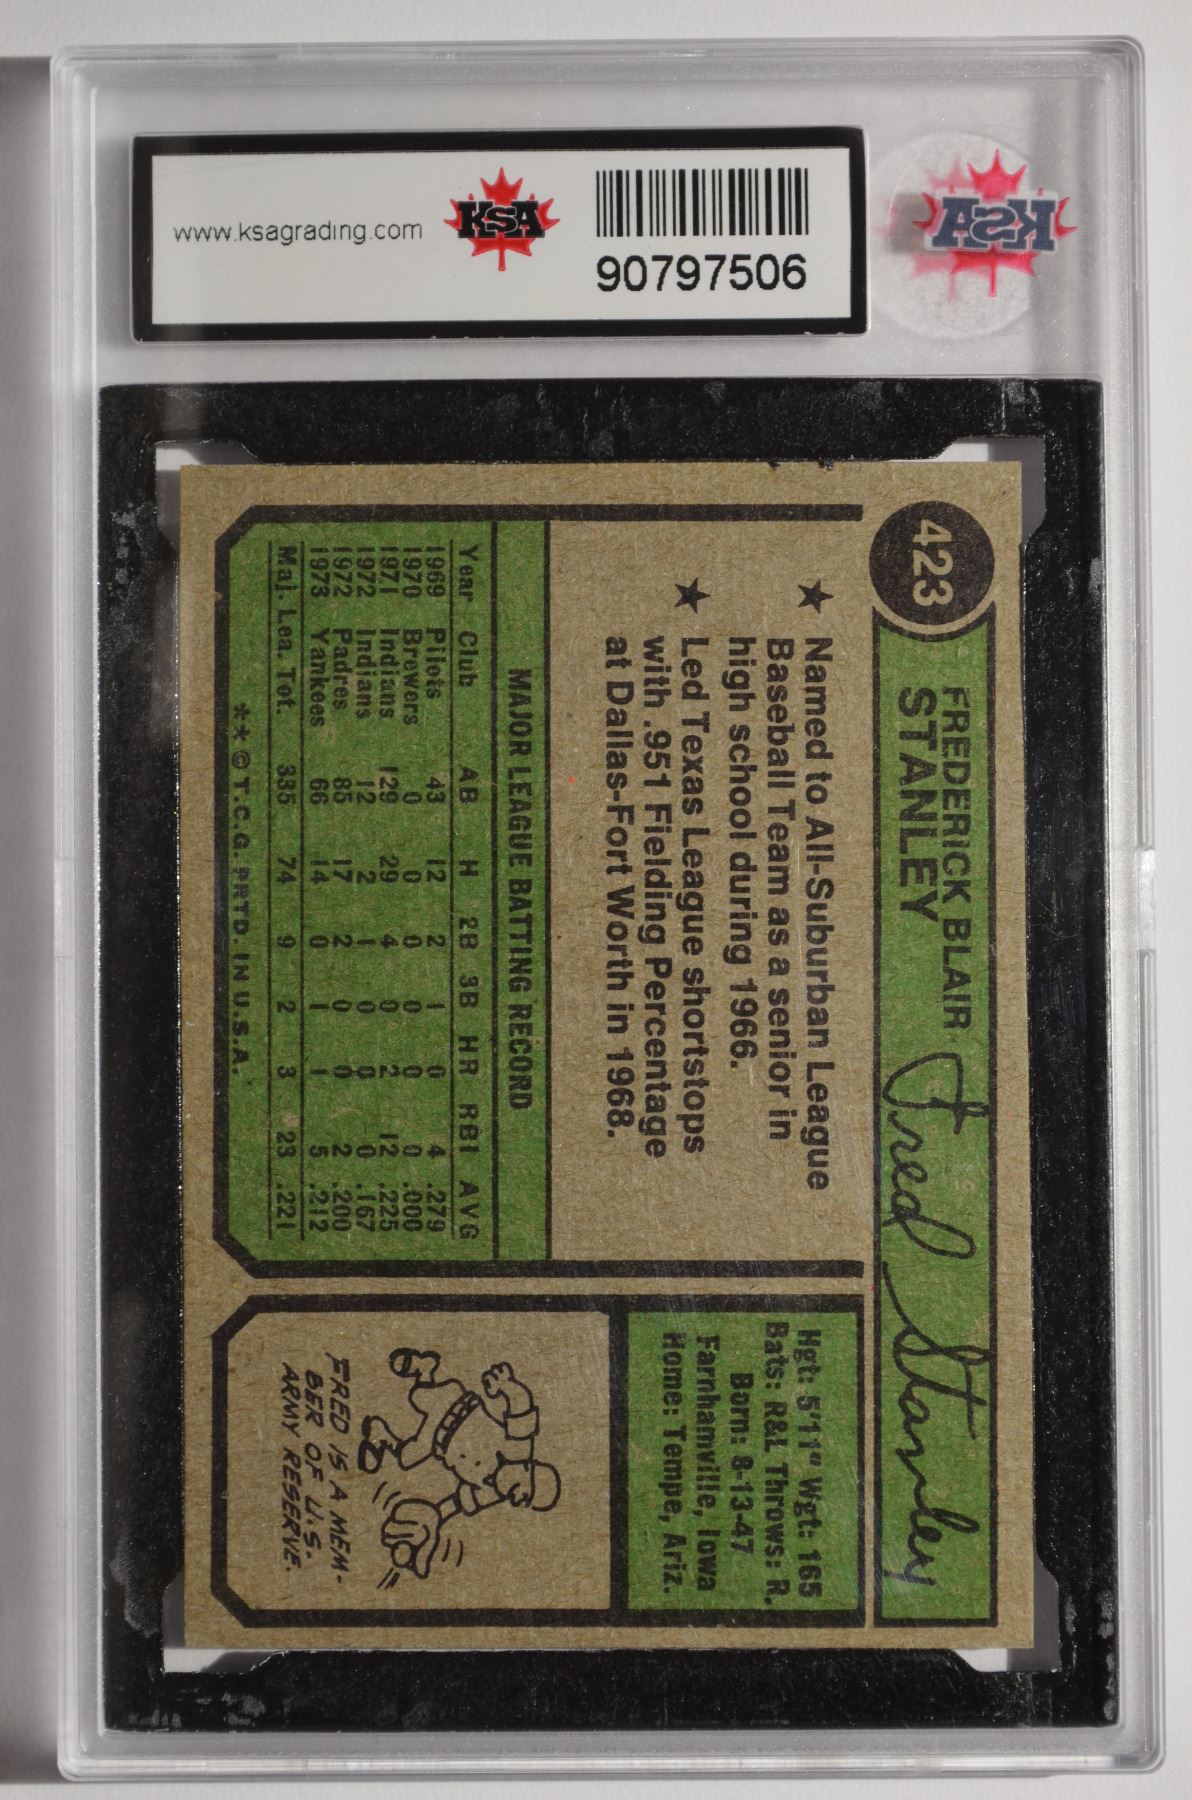 www.ksagrading.com
KSA
90797506
KSA
423
FREDERICK BLAIR
STANLEY
Fred Stanley
★ Named to All-Suburban League
Baseball Team as a senior in
high school during 1966.
★ Led Texas League shortstops
with .951 Fielding Percentage
at Dallas-Fort Worth in 1968.
MAJOR LEAGUE BATTING RECORD
Year Club AB H 2B 3B HR RBI AVG
1969 Pilots 43 12 2 1 0 4 .279
1970 Brewers 0 0 0 0 0 0 .000
1971 Indians 129 29 4 0 2 12 .225
1972 Indians 12 2 1 0 0 0 .167
1972 Padres 85 17 2 0 0 2 .200
1973 Yankees 66 14 0 1 1 5 .212
Maj. Lea. Tot. 335 74 9 2 3 23 .221
**©T.C.G. PRTD. IN U.S.A.
Hgt: 5'11" Wgt: 165
Bats: R&L Throws: R.
Born: 8-13-47
Farnhamville, Iowa
Home: Tempe, Ariz.
FRED IS A MEM-
BER OF U.S.
ARMY RESERVE.